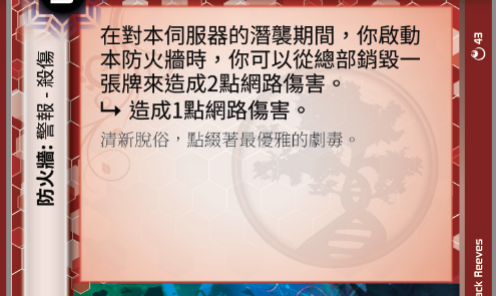 在對本伺服器的潛襲期間，你啟動
本防火牆時，你可以從總部銷毀一
張牌來造成2點網路傷害。
↳ 造成1點網路傷害。
清新脫俗，點綴著最優雅的劇毒。
防火牆: 警報 - 殺傷
43
ack Reeves